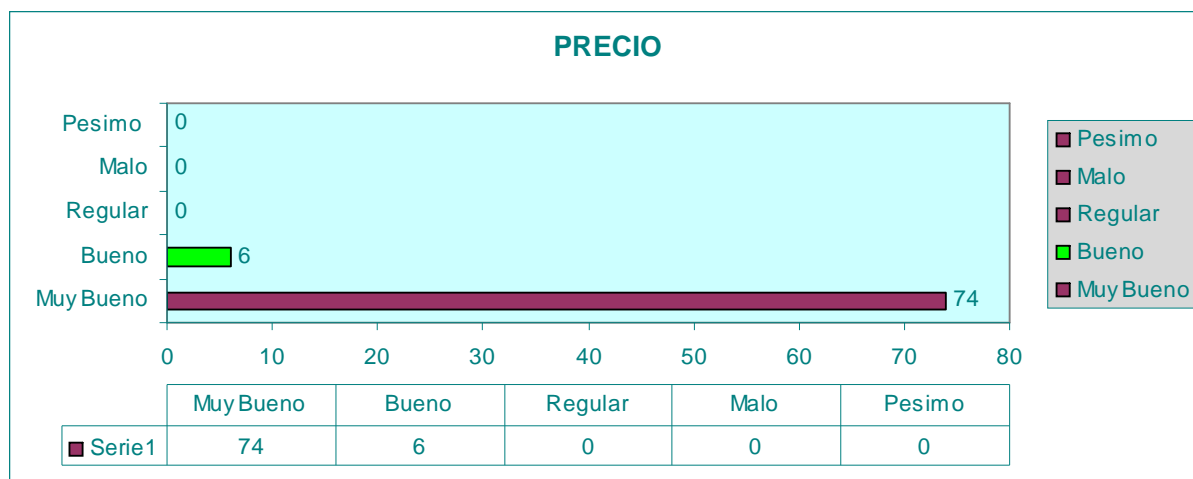 PRECIO
Pesimo 0
Malo 0
Regular 0
Bueno 6
Muy Bueno 74
0 10 20 30 40 50 60 70 80
Pesimo
Malo
Regular
Bueno
Muy Bueno
Muy Bueno Bueno Regular Malo Pesimo
Serie1 74 6 0 0 0